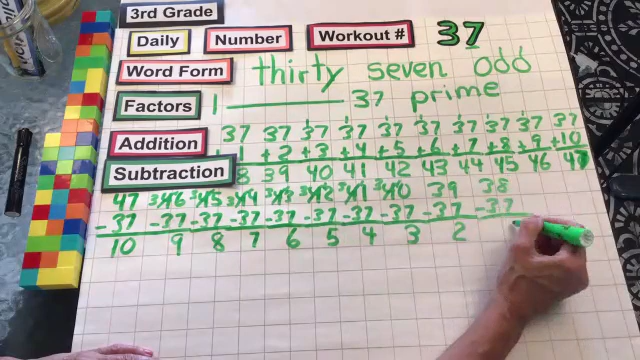 3rd Grade
Daily Number Workout # 37
Word Form thirty seven odd
Factors 1 37 prime
37 37 37 37 37 37 37 37 37 37
Addition + 2 + 3 + 4 + 5 + 6 + 7 + 8 + 9 + 10
Subtraction 8 39 40 41 42 43 44 45 46 47
47 46 45 44 43 42 41 40 39 38
- 37 - 37 - 37 - 37 - 37 - 37 - 37 - 37 - 37 - 37
10 9 8 7 6 5 4 3 2